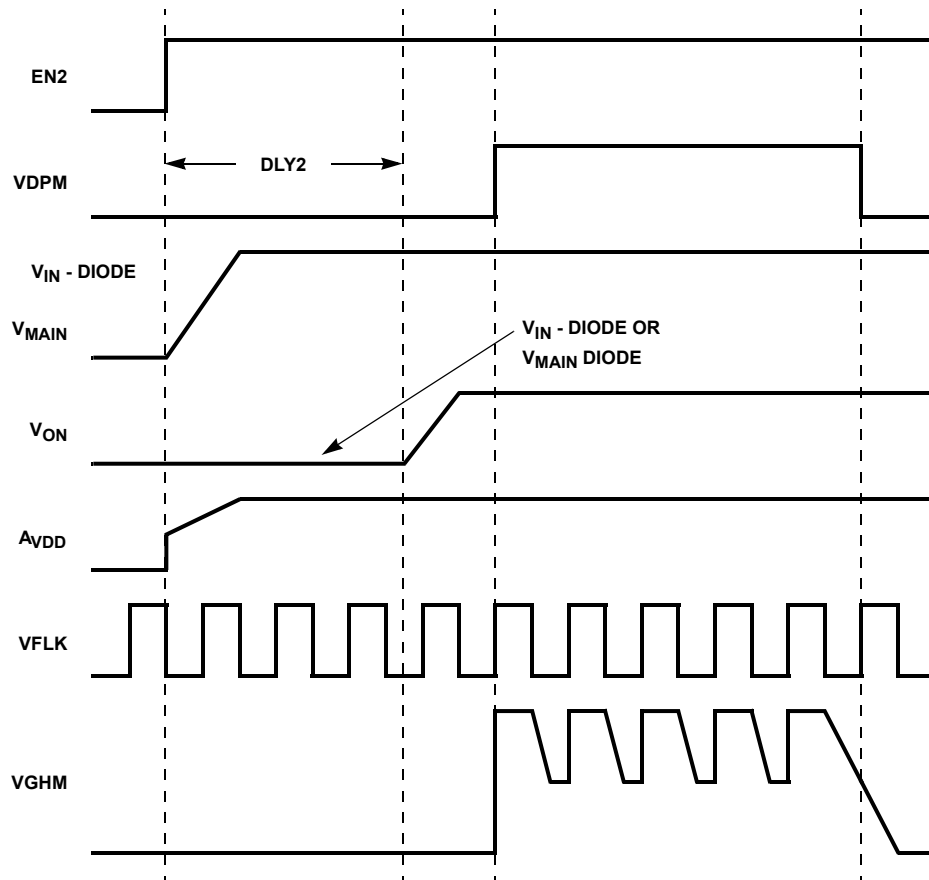 EN2
DLY2
VDPM
VIN - DIODE
VMAIN
VIN - DIODE OR
VMAIN DIODE
VON
AVDD
VFLK
VGHM